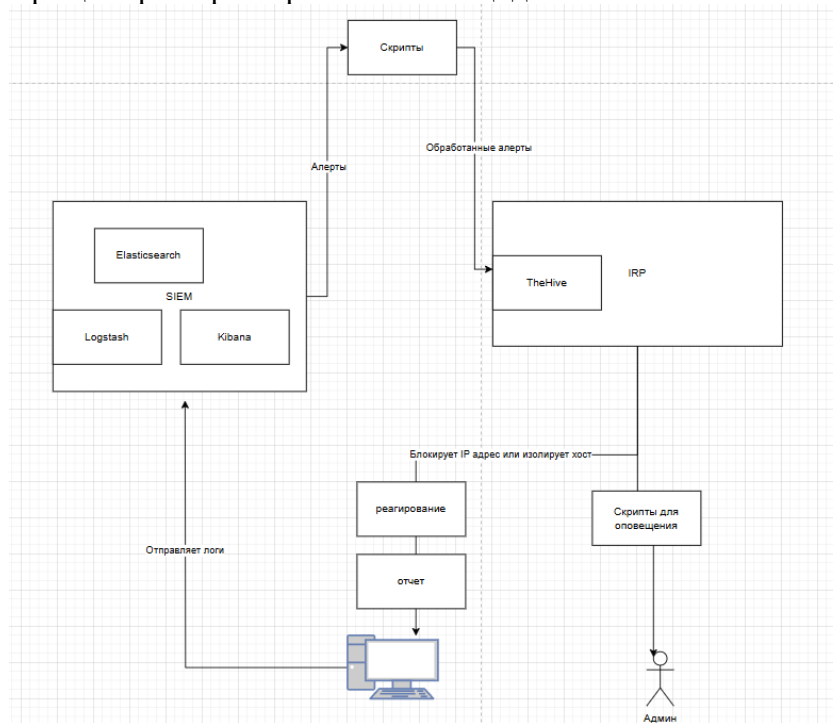 Скрипты
Обработанные алерты
Алерты
Elasticsearch
SIEM
Logstash
Kibana
TheHive
IRP
Блокирует IP адрес или изолирует хост
реагирование
Скрипты для
оповещения
Отправляет логи
отчет
Админ